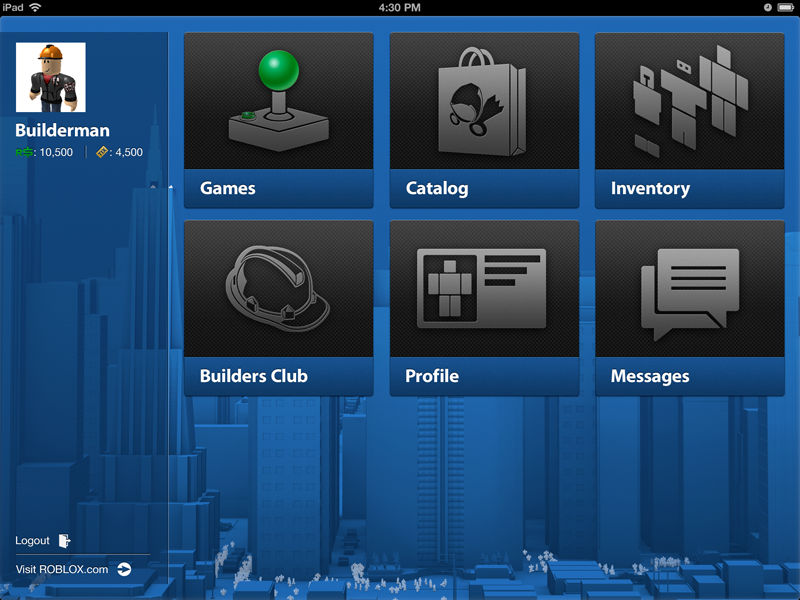 iPad 4:30 PM
Builderman
R$: 10,500 | : 4,500
Games
Catalog
Inventory
Builders Club
Profile
Messages
Logout
Visit ROBLOX.com